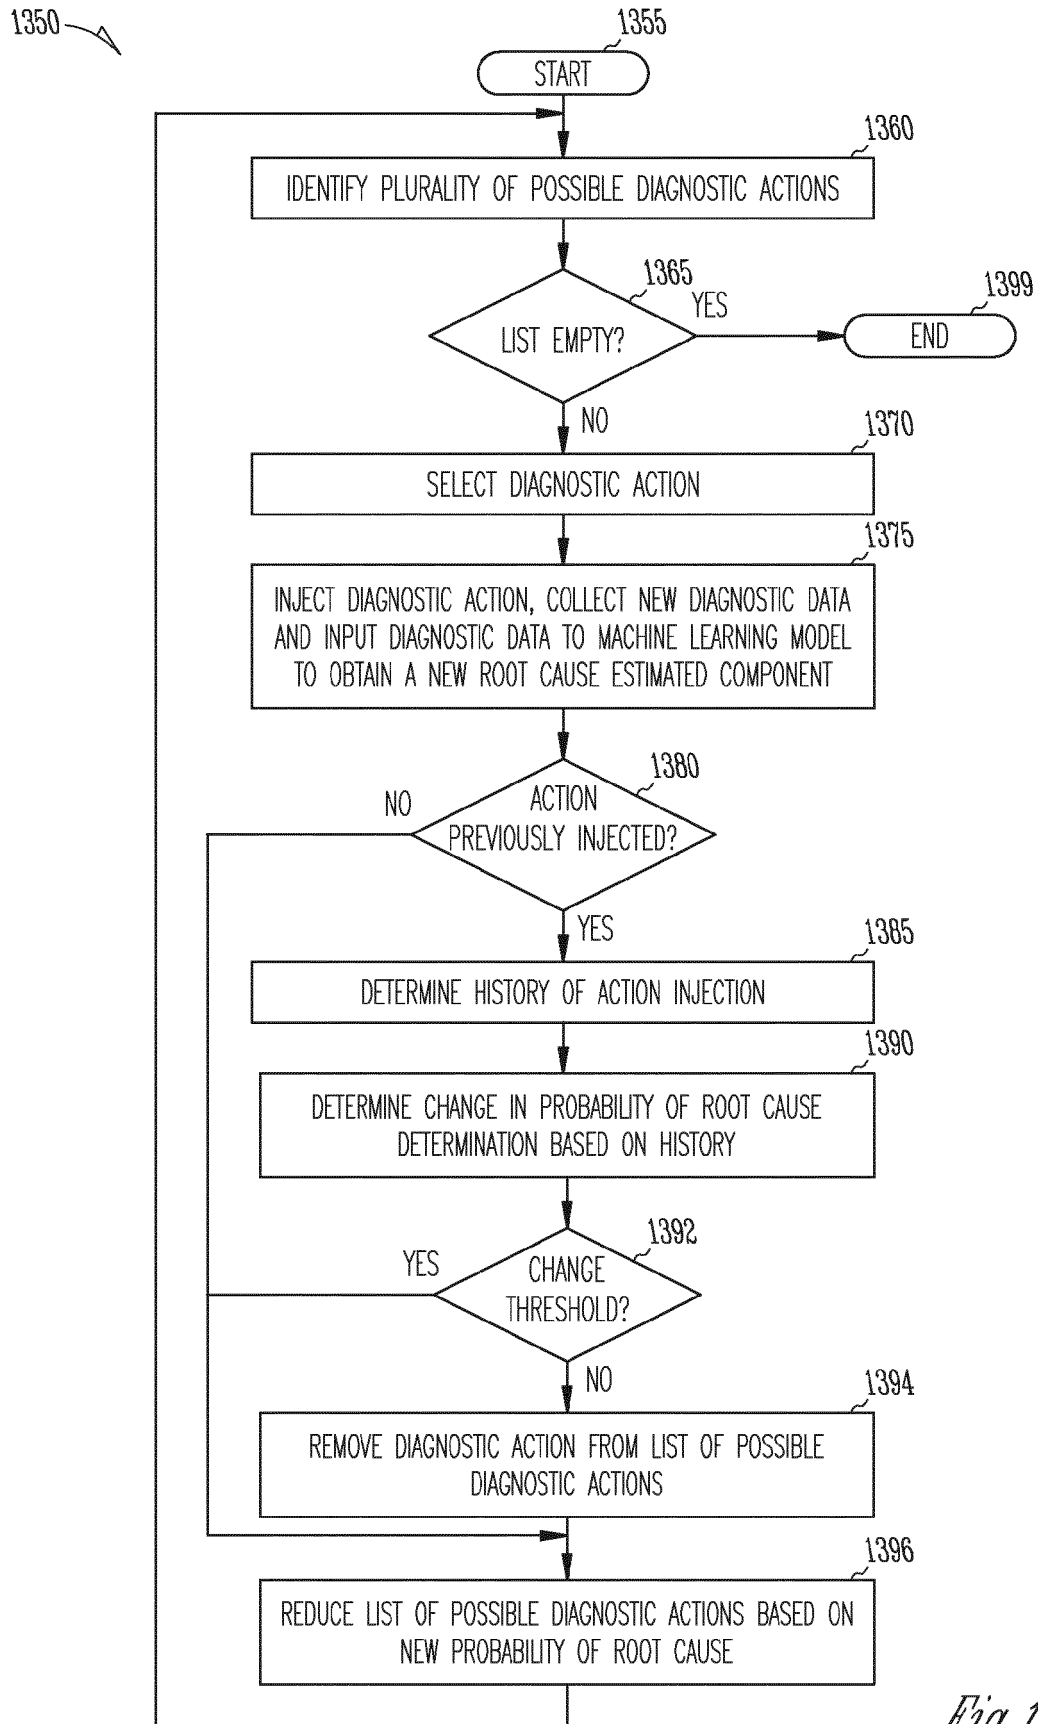 1350
1355
START
1360
IDENTIFY PLURALITY OF POSSIBLE DIAGNOSTIC ACTIONS
1365
LIST EMPTY?
YES
1399
END
NO
1370
SELECT DIAGNOSTIC ACTION
1375
INJECT DIAGNOSTIC ACTION, COLLECT NEW DIAGNOSTIC DATA
AND INPUT DIAGNOSTIC DATA TO MACHINE LEARNING MODEL
TO OBTAIN A NEW ROOT CAUSE ESTIMATED COMPONENT
1380
NO
ACTION
PREVIOUSLY INJECTED?
YES
1385
DETERMINE HISTORY OF ACTION INJECTION
1390
DETERMINE CHANGE IN PROBABILITY OF ROOT CAUSE
DETERMINATION BASED ON HISTORY
1392
YES
CHANGE
THRESHOLD?
NO
1394
REMOVE DIAGNOSTIC ACTION FROM LIST OF POSSIBLE
DIAGNOSTIC ACTIONS
1396
REDUCE LIST OF POSSIBLE DIAGNOSTIC ACTIONS BASED ON
NEW PROBABILITY OF ROOT CAUSE
Fig.